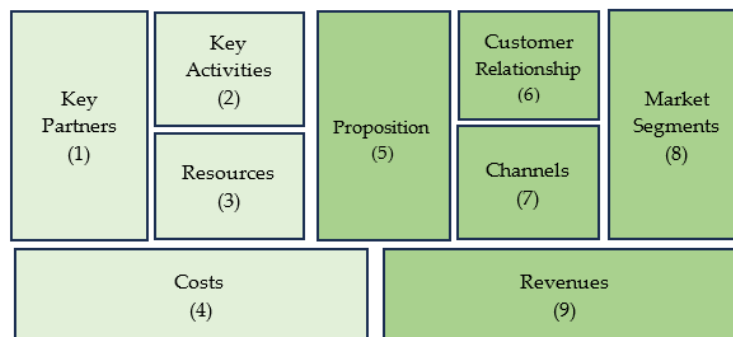 Key
Partners
(1)
Key
Activities
(2)
Resources
(3)
Proposition
(5)
Customer
Relationship
(6)
Channels
(7)
Market
Segments
(8)
Costs
(4)
Revenues
(9)